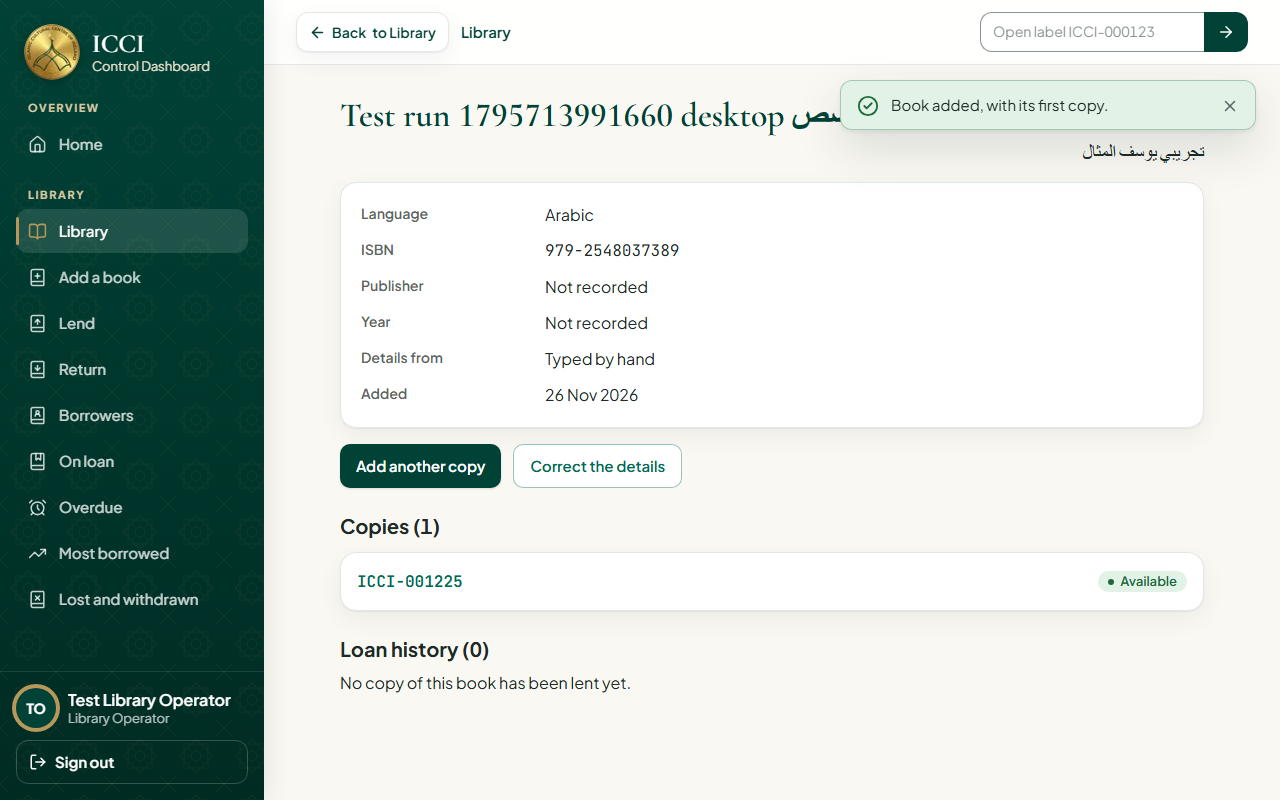 ICCI
Control Dashboard
OVERVIEW
Home
LIBRARY
Library
Add a book
Lend
Return
Borrowers
On loan
Overdue
Most borrowed
Lost and withdrawn
TO
Test Library Operator
Library Operator
Sign out
Back to Library
Library
Open label ICCI-000123
Book added, with its first copy.
Test run 1795713991660 desktop
تجريبي يوسف المثال
Language
Arabic
ISBN
979-2548037389
Publisher
Not recorded
Year
Not recorded
Details from
Typed by hand
Added
26 Nov 2026
Add another copy
Correct the details
Copies (1)
ICCI-001225
Available
Loan history (0)
No copy of this book has been lent yet.